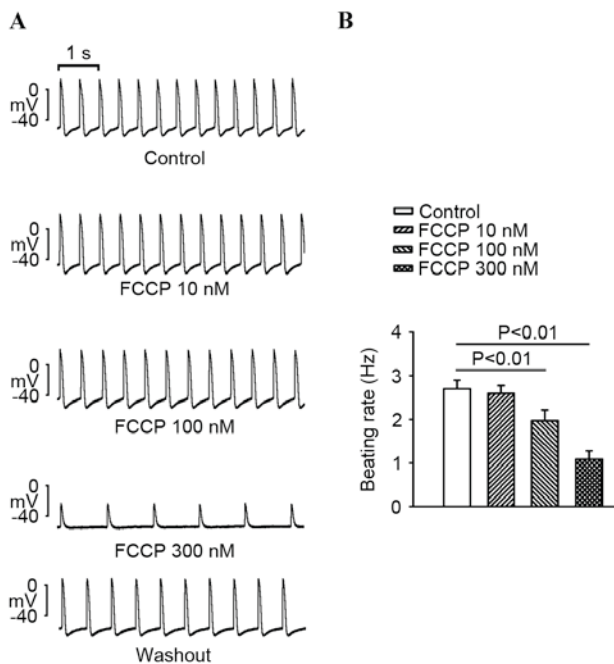 A
1 s
0
mV
-40
Control
0
mV
-40
FCCP 10 nM
0
mV
-40
FCCP 100 nM
0
mV
-40
FCCP 300 nM
0
mV
-40
Washout
B
Control
FCCP 10 nM
FCCP 100 nM
FCCP 300 nM
P<0.01
P<0.01
Beating rate (Hz)
4
3
2
1
0